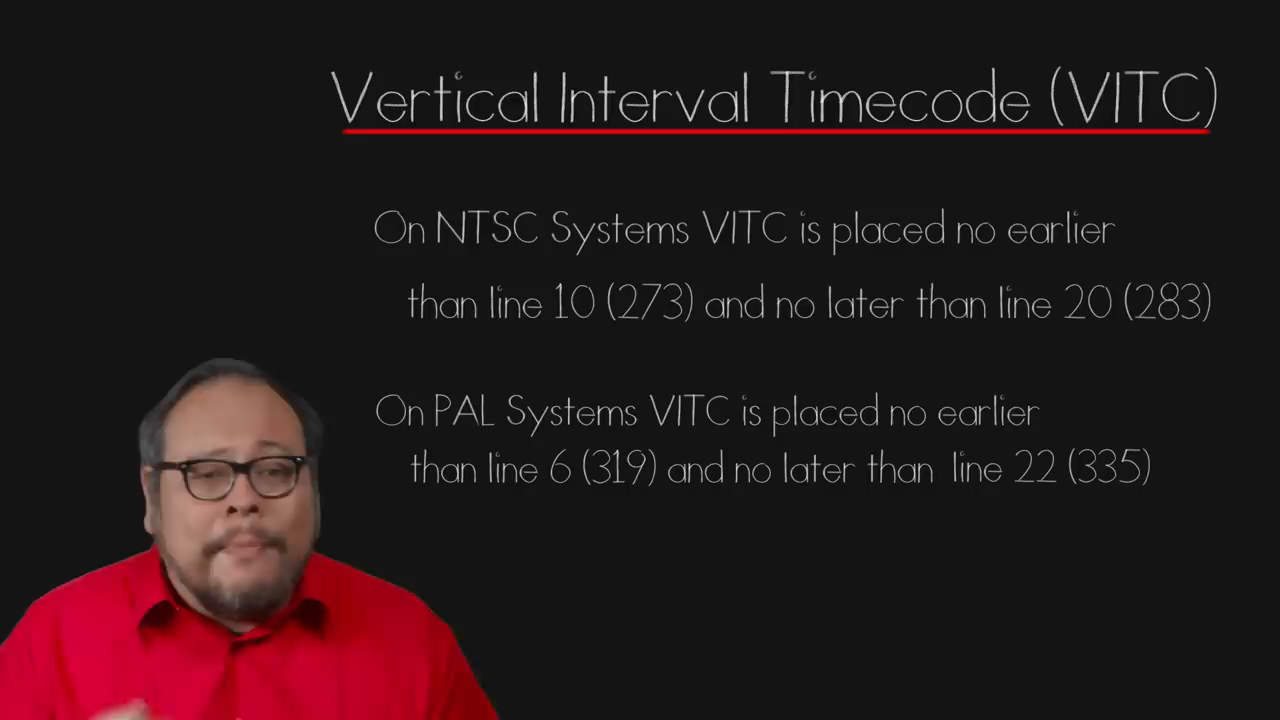 Vertical Interval Timecode (VITC)
On NTSC Systems VITC is placed no earlier
than line 10 (273) and no later than line 20 (283)
On PAL Systems VITC is placed no earlier
than line 6 (319) and no later than line 22 (335)